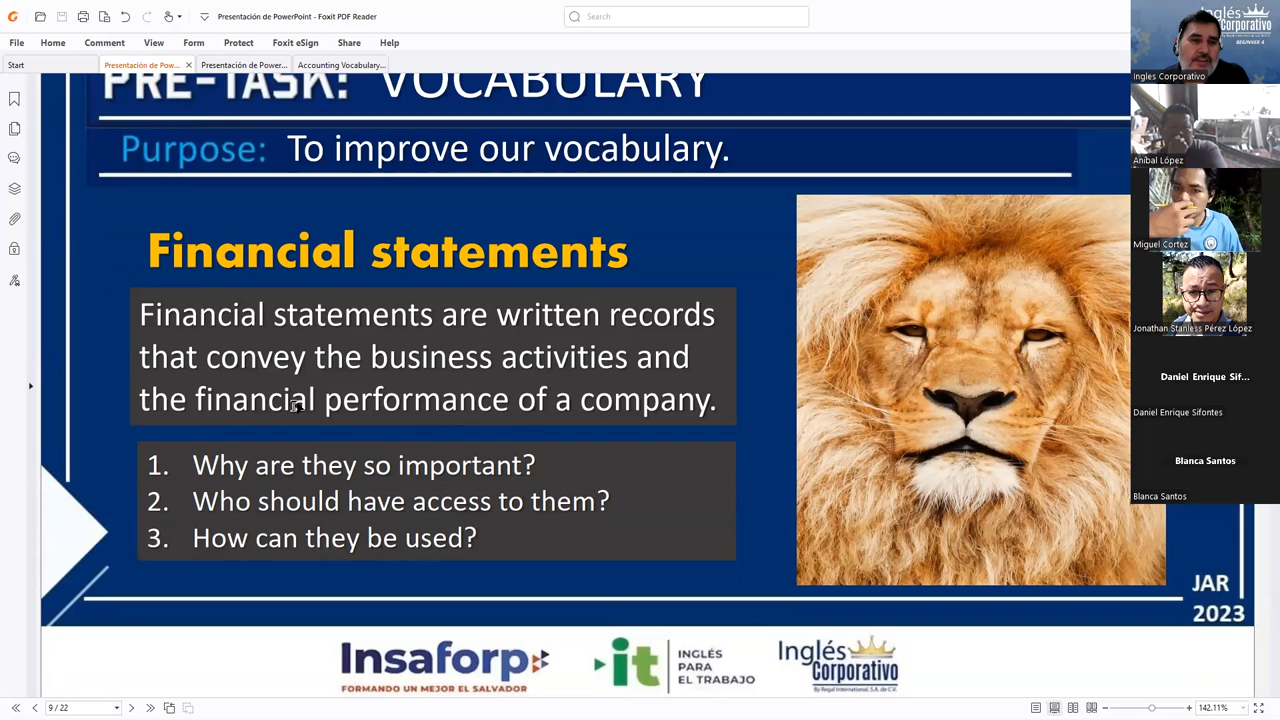 Presentación de PowerPoint - Foxit PDF Reader
Search
File Home Comment View Form Protect Foxit eSign Share Help
Start
Presentación de Pow... ×
Presentación de Power...
Accounting Vocabulary...
PRE-TASK: VOCABULARY
Purpose: To improve our vocabulary.
Financial statements
Financial statements are written records
that convey the business activities and
the financial performance of a company.
1. Why are they so important?
2. Who should have access to them?
3. How can they be used?
JAR
2023
Insaforp
FORMANDO UN MEJOR EL SALVADOR
it
INGLÉS
PARA
EL TRABAJO
Inglés
Corporativo
By Regal International, S.A. de C.V.
Inglés
Corporativo
BEGINNER 4
Ingles Corporativo
Aníbal López
Miguel Cortez
Jonathan Stanless Pérez López
Daniel Enrique Sif...
Daniel Enrique Sifontes
Blanca Santos
Blanca Santos
9 / 22
142.11%